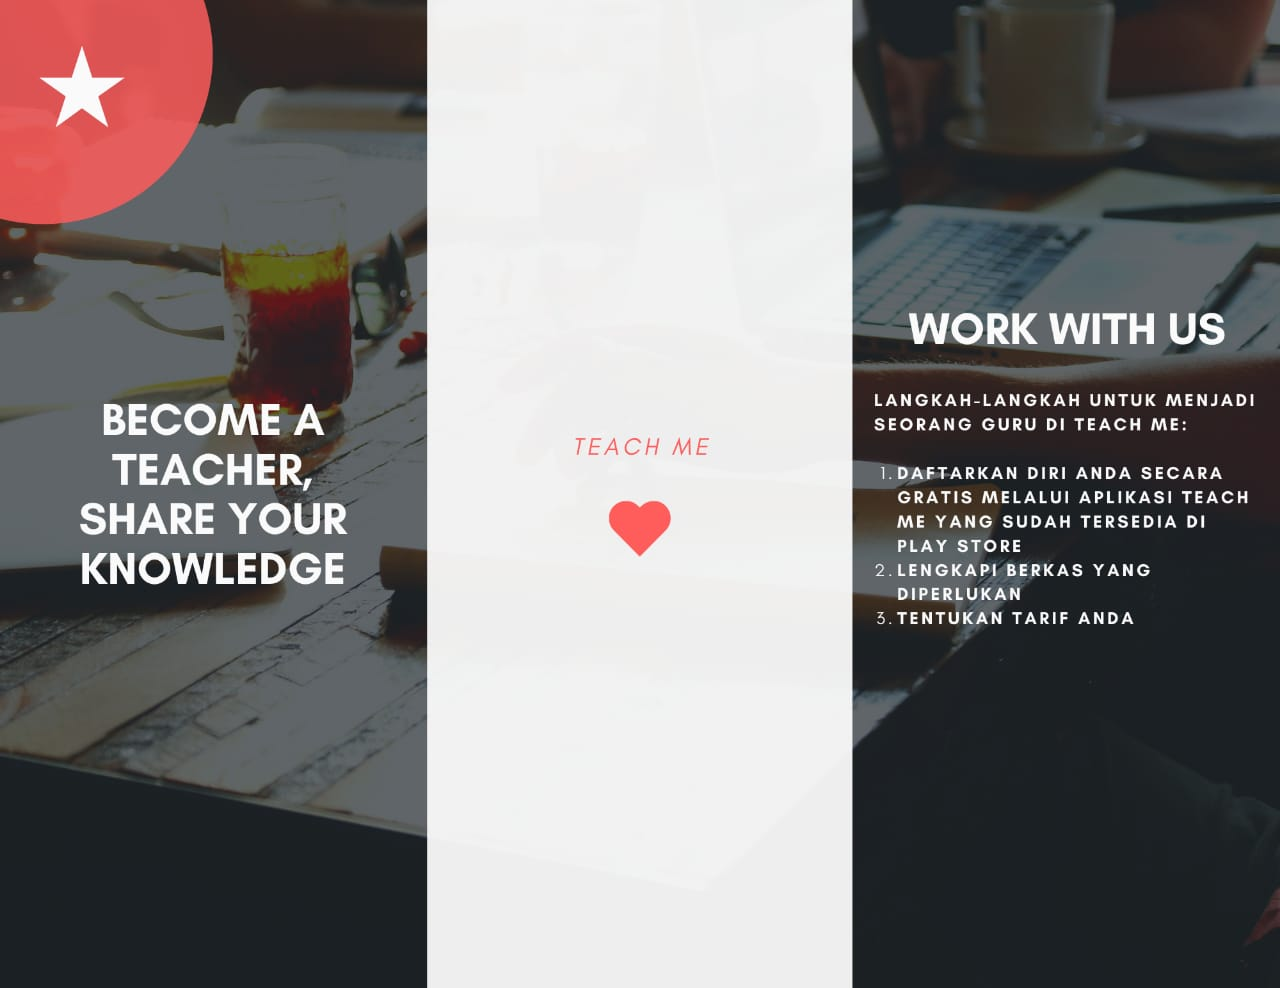 BECOME A
TEACHER,
SHARE YOUR
KNOWLEDGE
TEACH ME
WORK WITH US
LANGKAH-LANGKAH UNTUK MENJADI
SEORANG GURU DI TEACH ME:
1. DAFTARKAN DIRI ANDA SECARA
GRATIS MELALUI APLIKASI TEACH
ME YANG SUDAH TERSEDIA DI
PLAY STORE
2. LENGKAPI BERKAS YANG
DIPERLUKAN
3. TENTUKAN TARIF ANDA